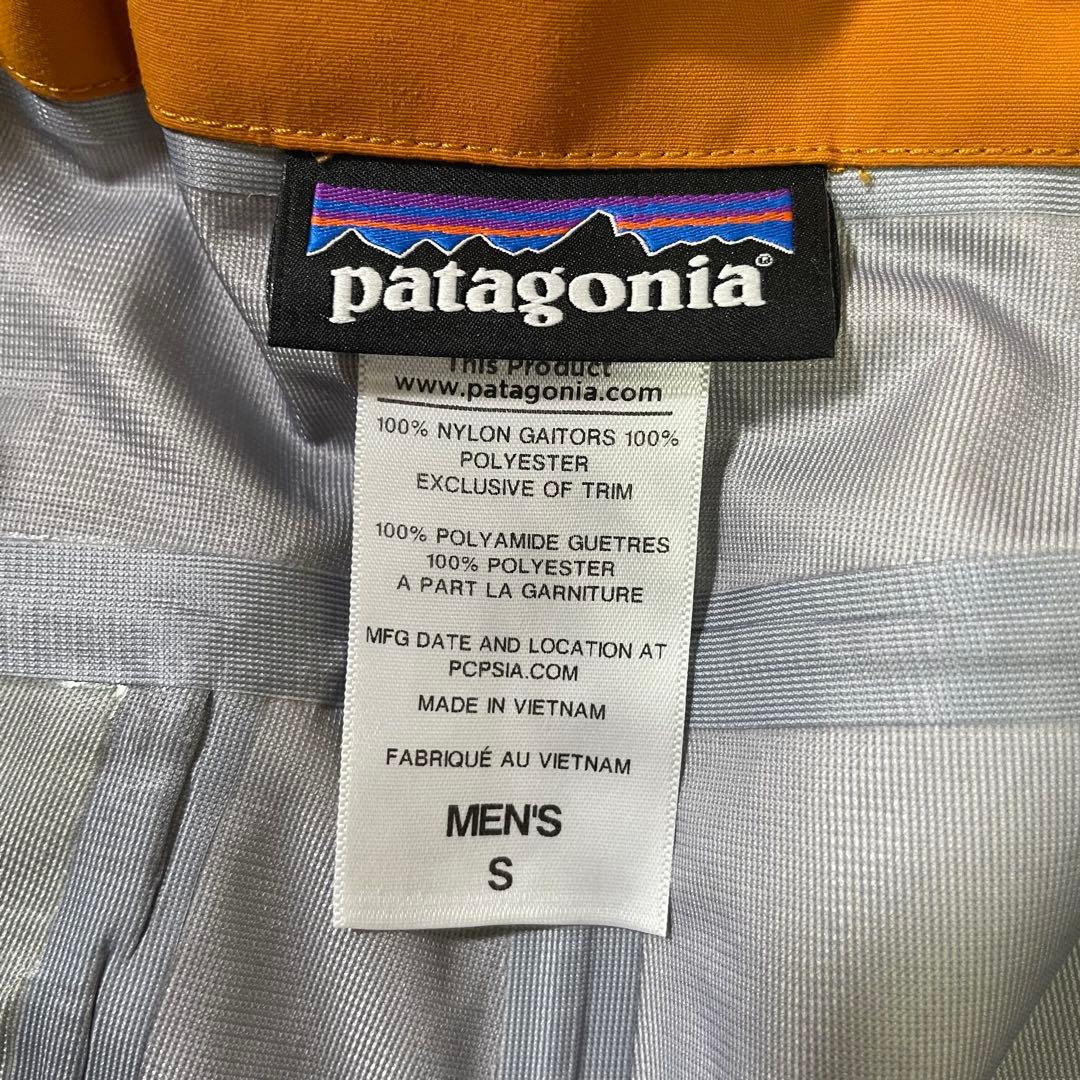 patagonia®
This Product
www.patagonia.com
100% NYLON GAITORS 100%
POLYESTER
EXCLUSIVE OF TRIM
100% POLYAMIDE GUETRES
100% POLYESTER
A PART LA GARNITURE
MFG DATE AND LOCATION AT
PCPSIA.COM
MADE IN VIETNAM
FABRIQUÉ AU VIETNAM
MEN'S
S